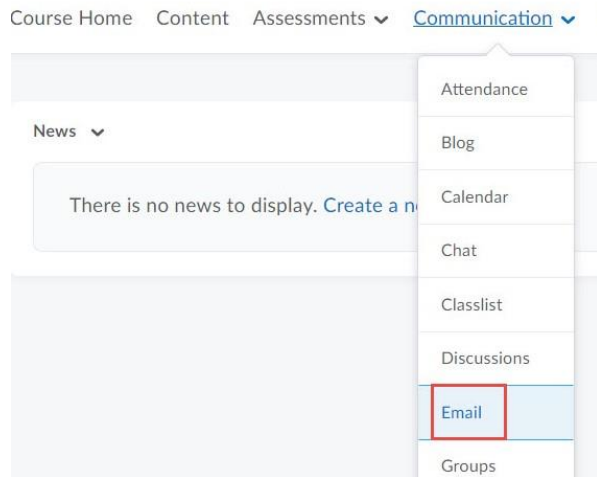 Course Home Content Assessments Communication
Attendance
News
Blog
There is no news to display. Create a
Calendar
Chat
Classlist
Discussions
Email
Groups